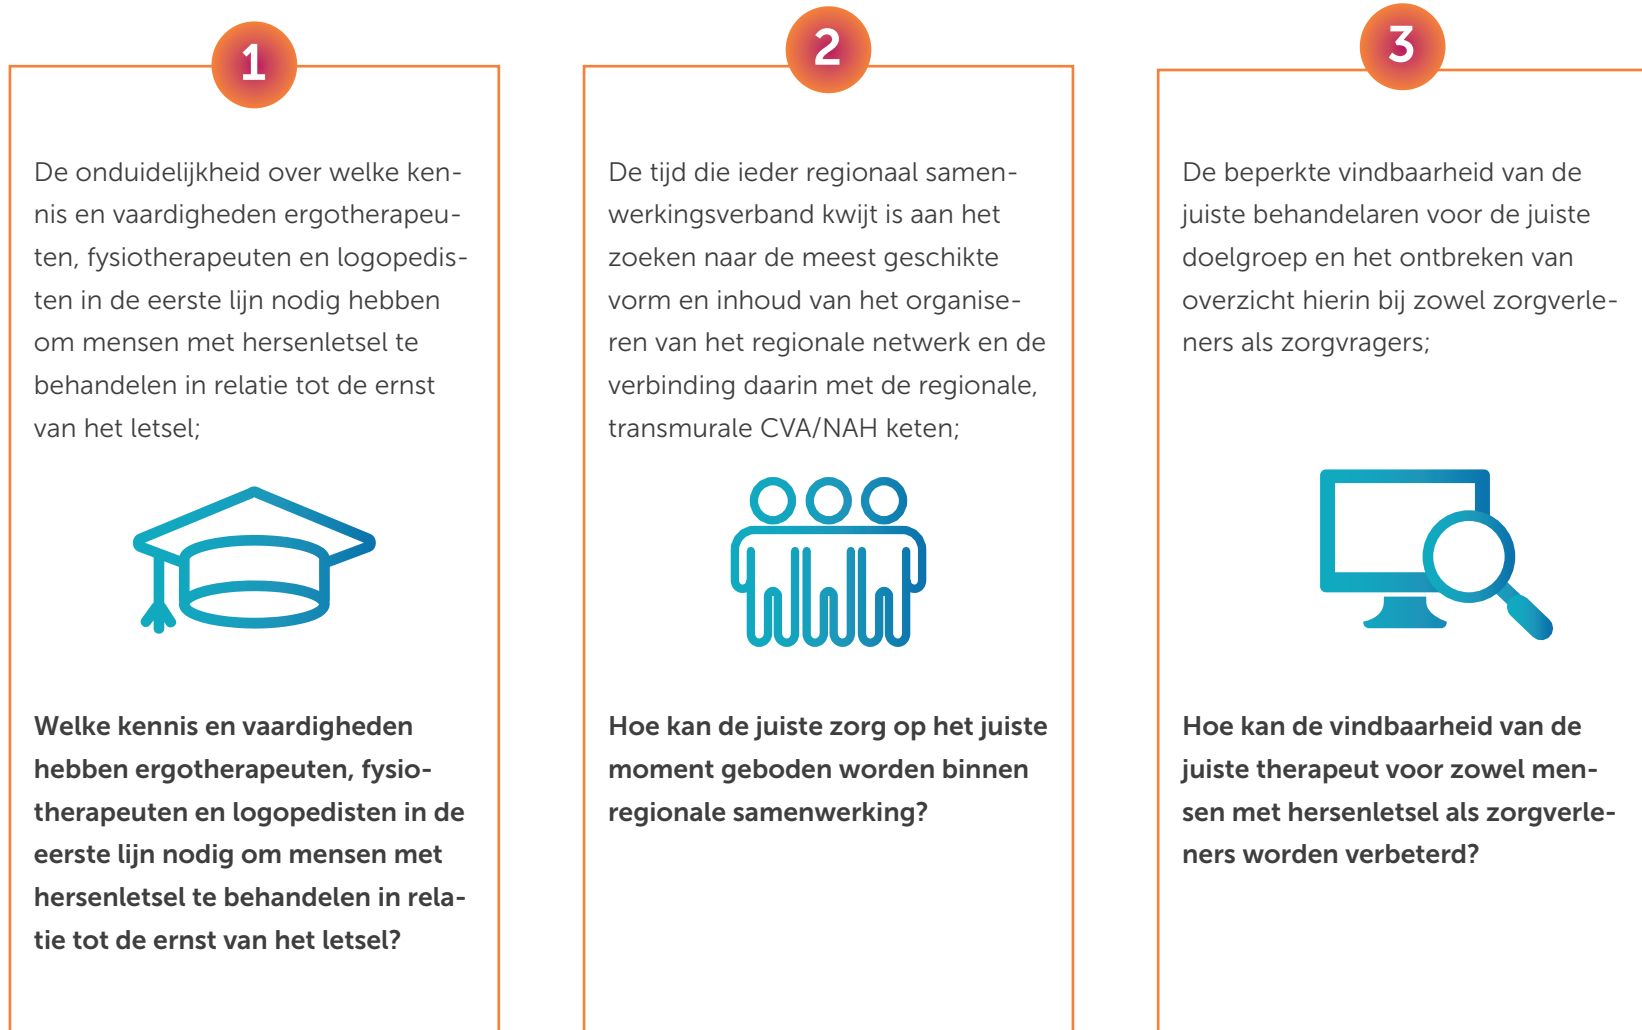 1
De onduidelijkheid over welke ken-
nis en vaardigheden ergotherapeu-
ten, fysiotherapeuten en logopedis-
ten in de eerste lijn nodig hebben
om mensen met hersenletsel te
behandelen in relatie tot de ernst
van het letsel;
Welke kennis en vaardigheden
hebben ergotherapeuten, fysio-
therapeuten en logopedisten in de
eerste lijn nodig om mensen met
hersenletsel te behandelen in rela-
tie tot de ernst van het letsel?
2
De tijd die ieder regionaal samen-
werkingsverband kwijt is aan het
zoeken naar de meest geschikte
vorm en inhoud van het organise-
ren van het regionale netwerk en de
verbinding daarin met de regionale,
transmurale CVA/NAH keten;
Hoe kan de juiste zorg op het juiste
moment geboden worden binnen
regionale samenwerking?
3
De beperkte vindbaarheid van de
juiste behandelaren voor de juiste
doelgroep en het ontbreken van
overzicht hierin bij zowel zorgverle-
ners als zorgvragers;
Hoe kan de vindbaarheid van de
juiste therapeut voor zowel men-
sen met hersenletsel als zorgverle-
ners worden verbeterd?